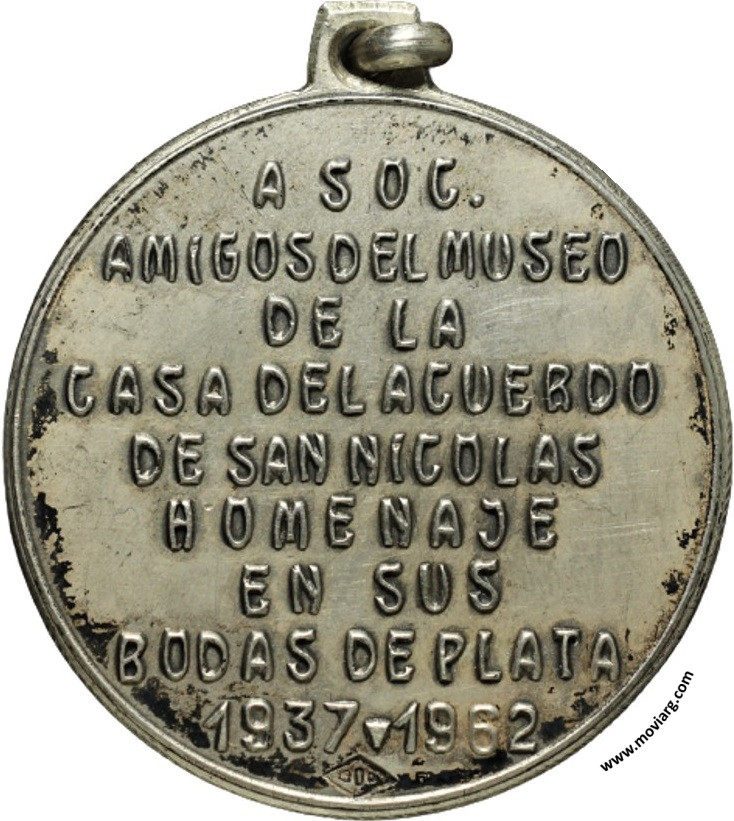 ASOC.
AMiGOS DEL MUSEO
DE LA
CASA DEL ACUERDO
DE SAN NiCOLAS
HOMENAJE
EN SUS
BODAS DE PLATA
1937 1962
www.moviarg.com